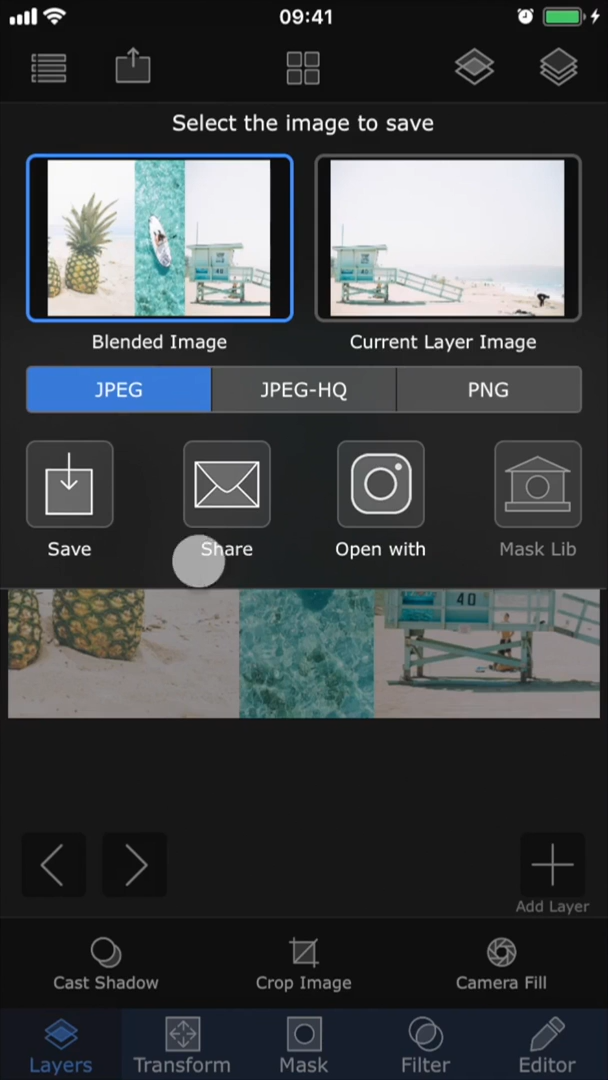 09:41
Select the image to save
Blended Image
Current Layer Image
JPEG
JPEG-HQ
PNG
Save
Share
Open with
Mask Lib
40
Add Layer
Cast Shadow
Crop Image
Camera Fill
Layers
Transform
Mask
Filter
Editor